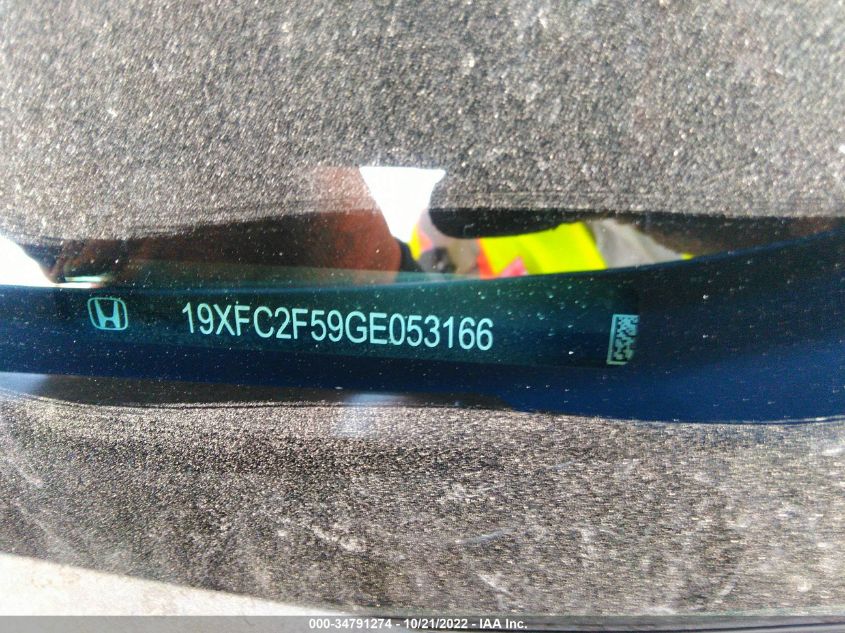 19XFC2F59GE053166
000-34791274 - 10/21/2022 - IAA Inc.